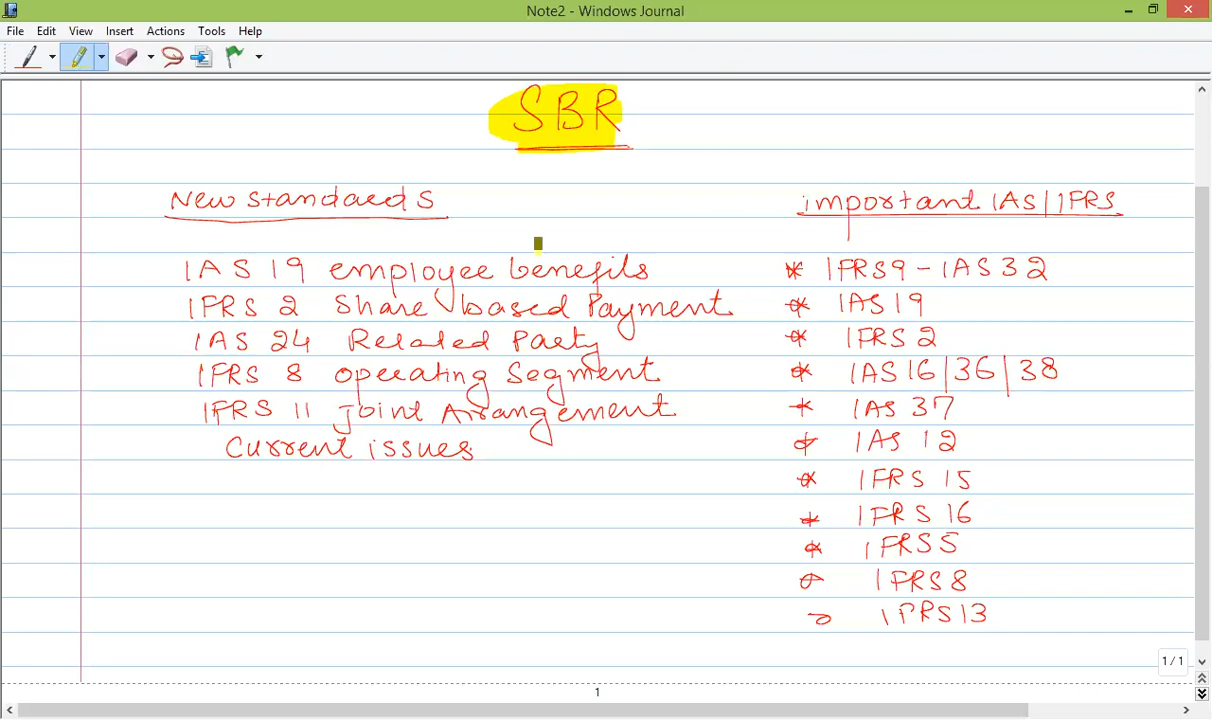 Note2 - Windows Journal
File Edit View Insert Actions Tools Help
SBR
New Standards
IAS 19 employee benefits
IFRS 2 Share based Payment
IAS 24 Related Party
IFRS 8 Operating Segment
IFRS 11 Joint Arrangement
Current issues
important IAS|IFRS
* IFRS9 - IAS 32
* IAS 19
* IFRS 2
* IAS 16|36|38
* IAS 37
* IAS 12
* IFRS 15
* IFRS 16
* IFRS 5
IFRS 8
IFRS 13
1 / 1
1